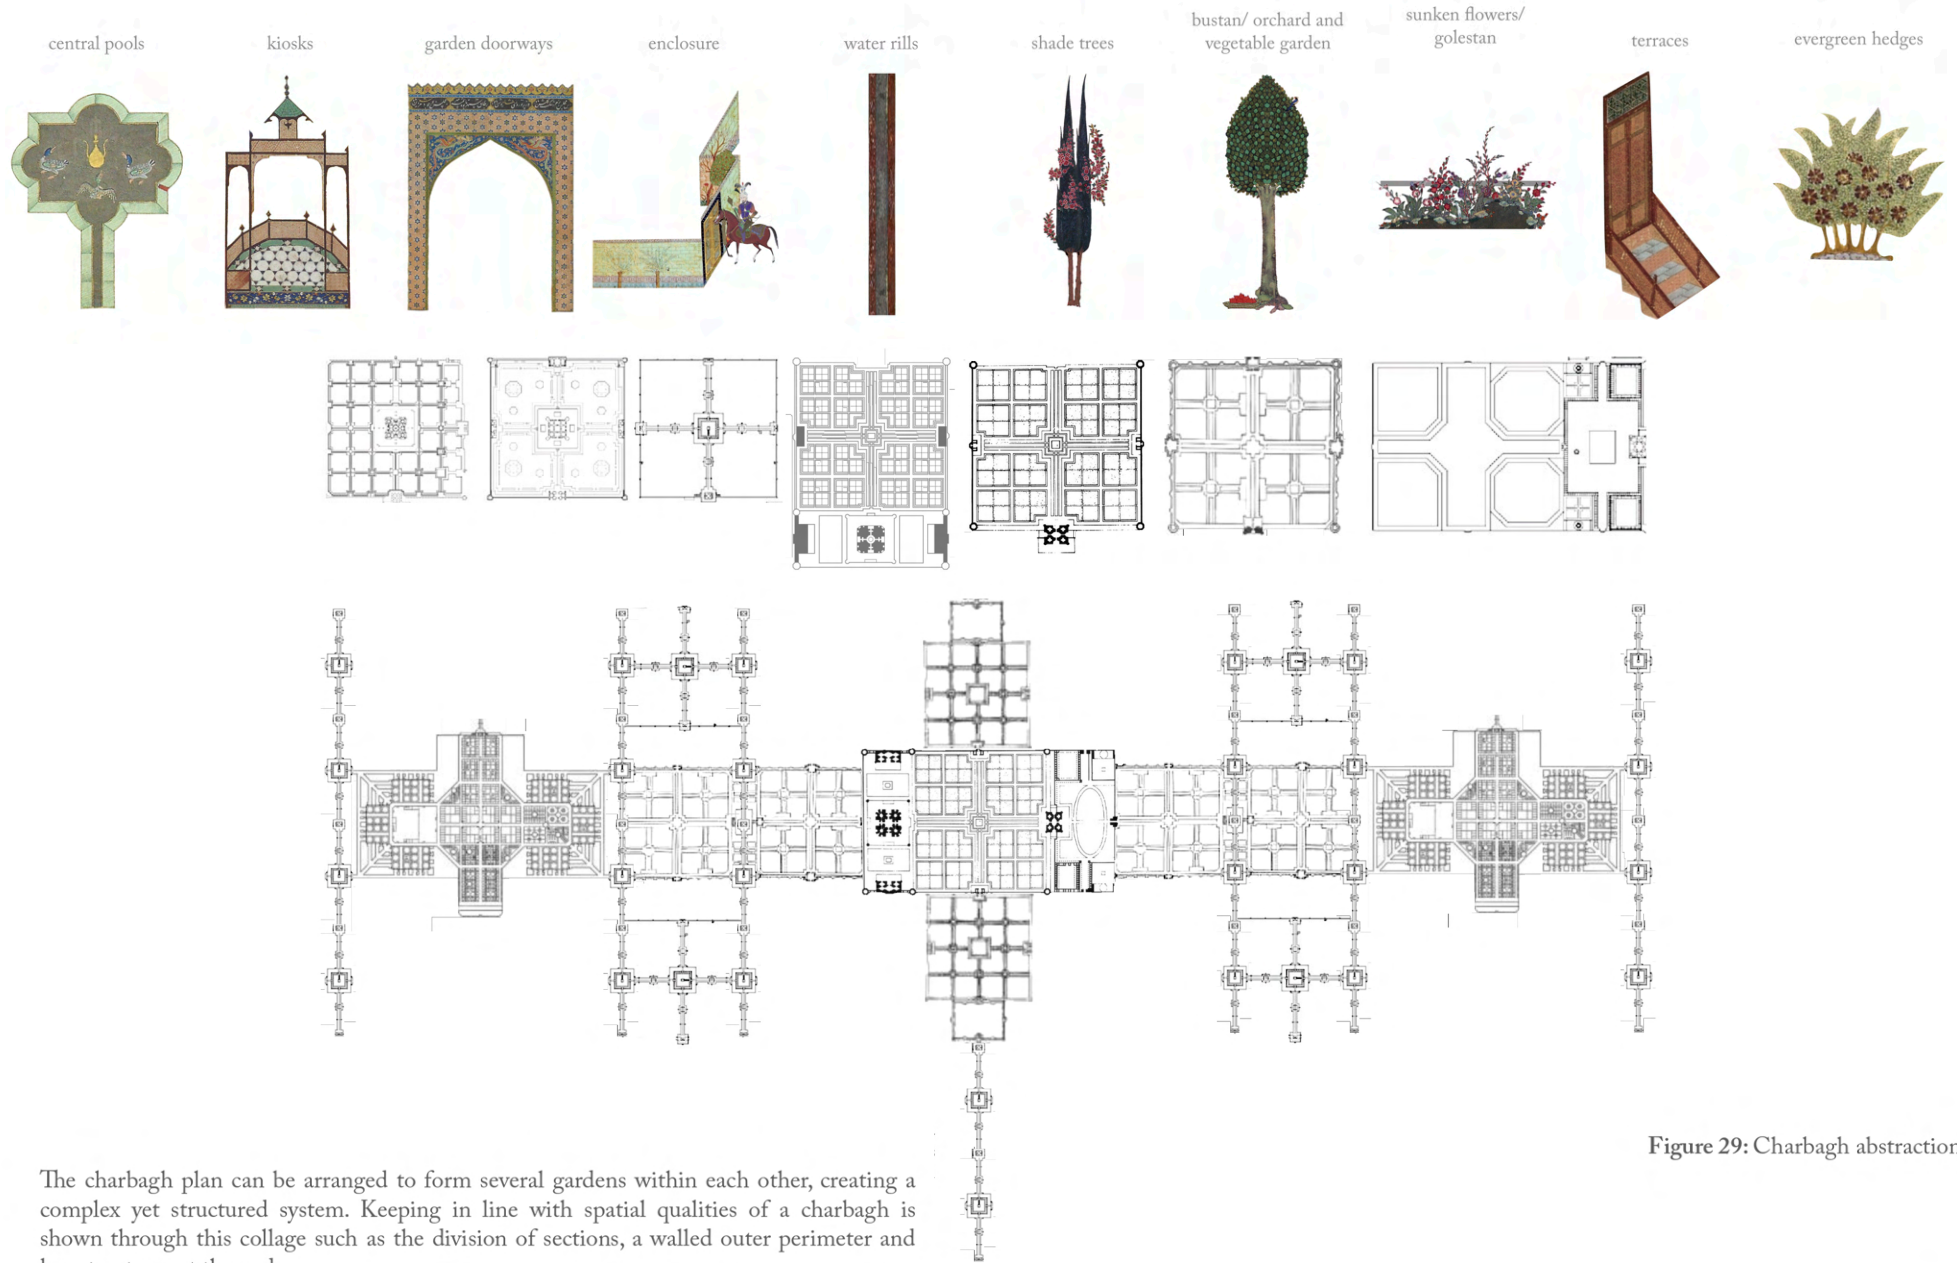 central pools
kiosks
garden doorways
enclosure
water rills
shade trees
bustan/ orchard and
vegetable garden
sunken flowers/
golestan
terraces
evergreen hedges
Figure 29: Charbagh abstraction
The charbagh plan can be arranged to form several gardens within each other, creating a
complex yet structured system. Keeping in line with spatial qualities of a charbagh is
shown through this collage such as the division of sections, a walled outer perimeter and